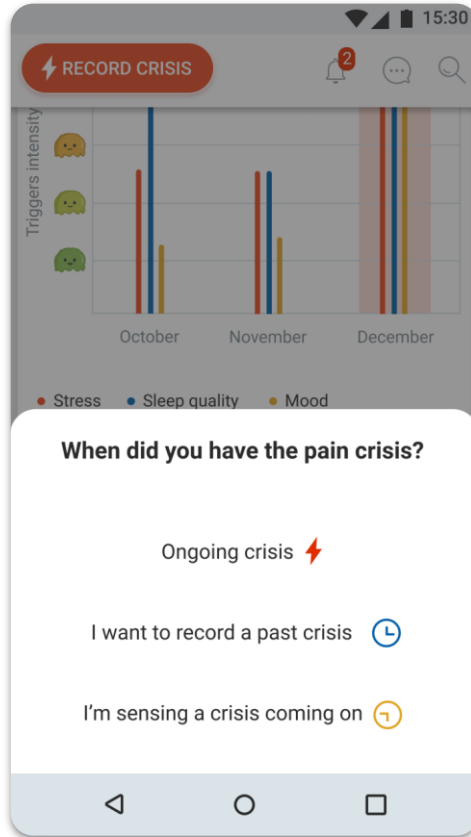 15:30
RECORD CRISIS
2
Triggers intensity
October November December
Stress Sleep quality Mood
When did you have the pain crisis?
Ongoing crisis
I want to record a past crisis
I'm sensing a crisis coming on